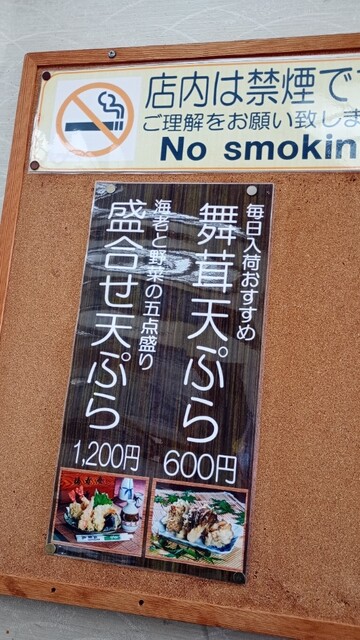 店内は禁煙で
ご理解をお願い致しま
No smokin
毎日入荷おすすめ
舞茸天ぷら
600円
海老と野菜の五点盛り
盛合せ天ぷら
1,200円